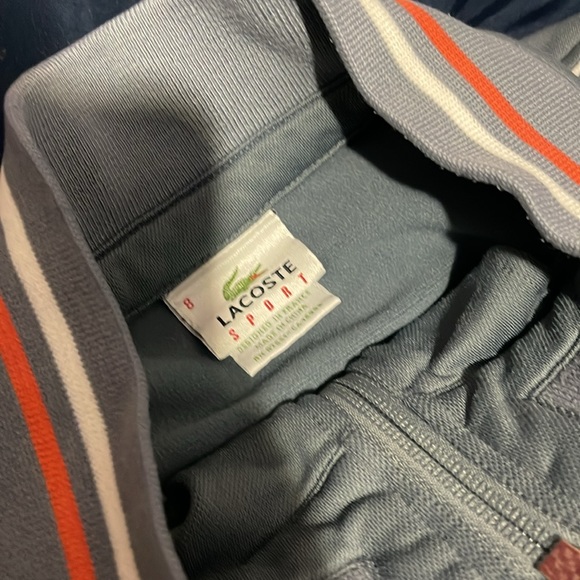 8
LACOSTE
SPORT
DESIGNED IN FRANCE
MADE IN CHINA